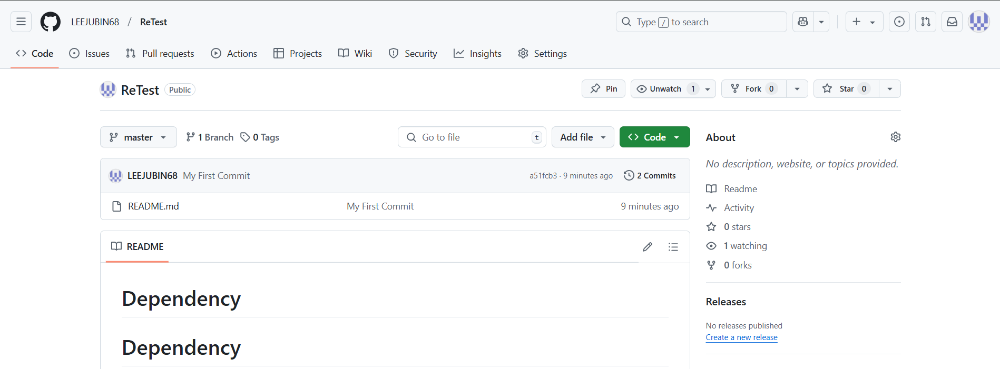 LEEJUBIN68 / ReTest
Type / to search
Code Issues Pull requests Actions Projects Wiki Security Insights Settings
ReTest Public
Pin Unwatch 1 Fork 0 Star 0
master 1 Branch 0 Tags Go to file t Add file Code
LEEJUBIN68 My First Commit a51fcb3 · 9 minutes ago 2 Commits
README.md My First Commit 9 minutes ago
README
Dependency
Dependency
About
No description, website, or topics provided.
Readme
Activity
0 stars
1 watching
0 forks
Releases
No releases published
Create a new release